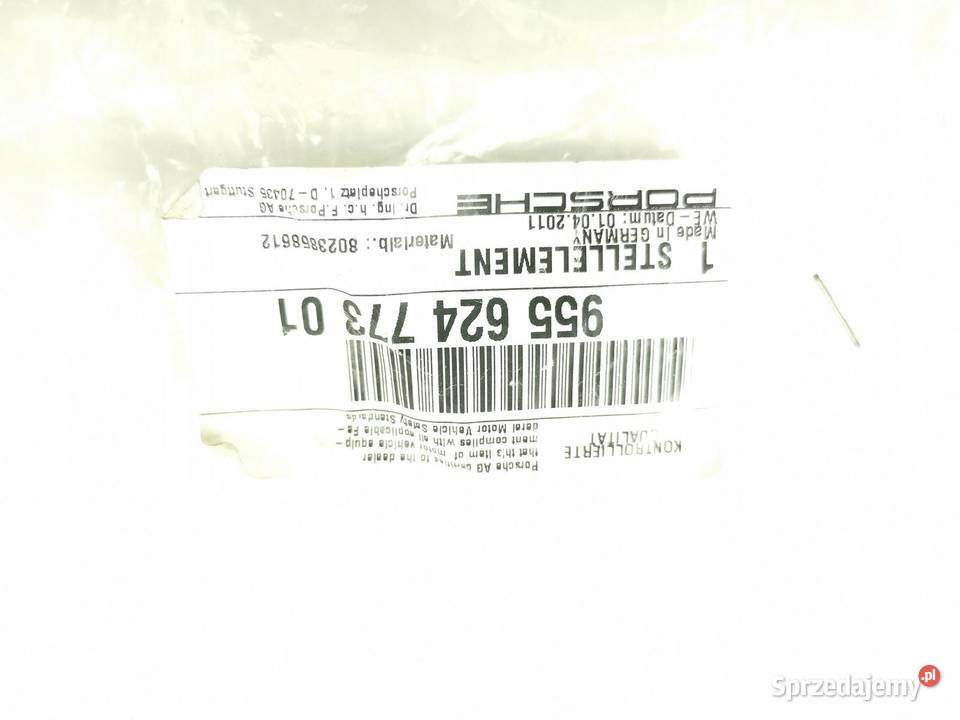 KONTROLLIERTE
QUALITÄT
Porsche AG certifies to the dealer
that this item of motor vehicle equip-
ment complies with all applicable Fe-
deral Motor Vehicle Safety Standards.
955 624 773 01
1 STELLELEMENT
Made in GERMANY
WE-Datum: 01.04.2011
Materialb.: 8023868612
PORSCHE
Dr. Ing. h.c. F. Porsche AG
Porscheplatz 1, D-70435 Stuttgart
Sprzedajemy.pl